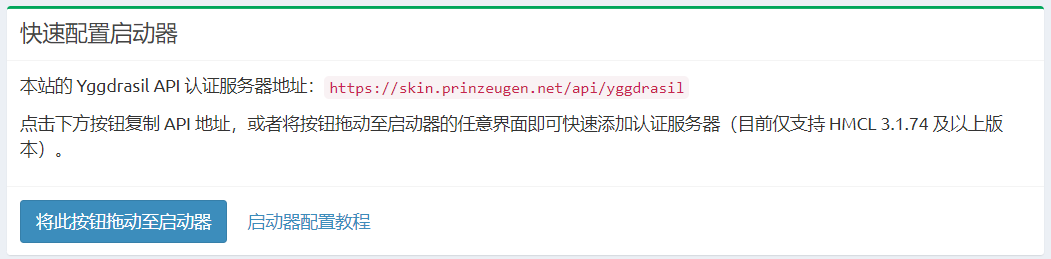 快速配置启动器
本站的 Yggdrasil API 认证服务器地址：https://skin.prinzeugen.net/api/yggdrasil
点击下方按钮复制 API 地址，或者将按钮拖动至启动器的任意界面即可快速添加认证服务器（目前仅支持 HMCL 3.1.74 及以上版
本）。
将此按钮拖动至启动器 启动器配置教程